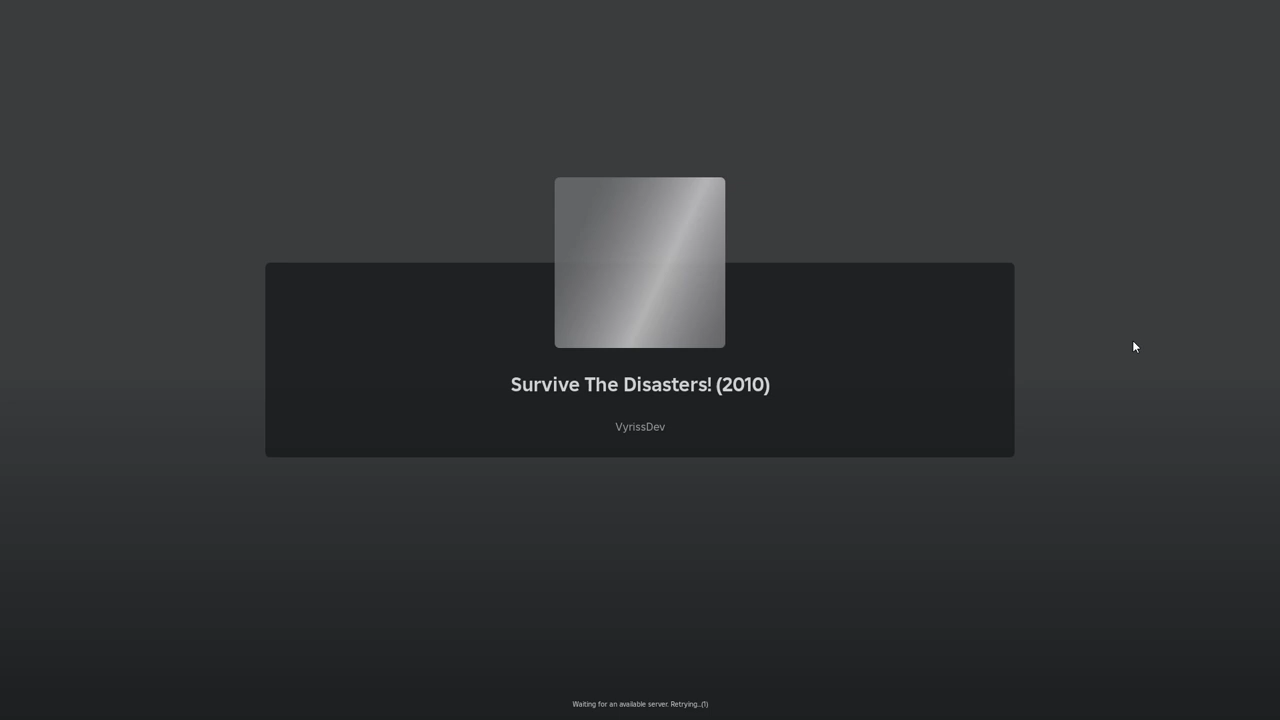 Survive The Disasters! (2010)
VyrissDev
Waiting for an available server. Retrying...(1)